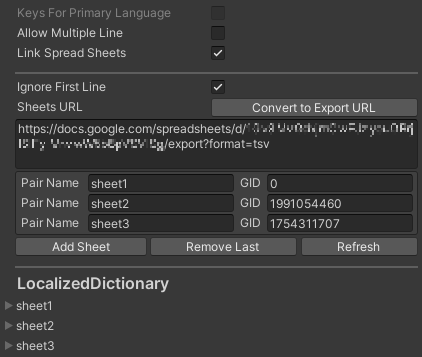 Keys For Primary Language
Allow Multiple Line
Link Spread Sheets
Ignore First Line
Sheets URL Convert to Export URL
https://docs.google.com/spreadsheets/d/
/export?format=tsv
Pair Name sheet1 GID 0
Pair Name sheet2 GID 1991054460
Pair Name sheet3 GID 1754311707
Add Sheet Remove Last Refresh
LocalizedDictionary
sheet1
sheet2
sheet3